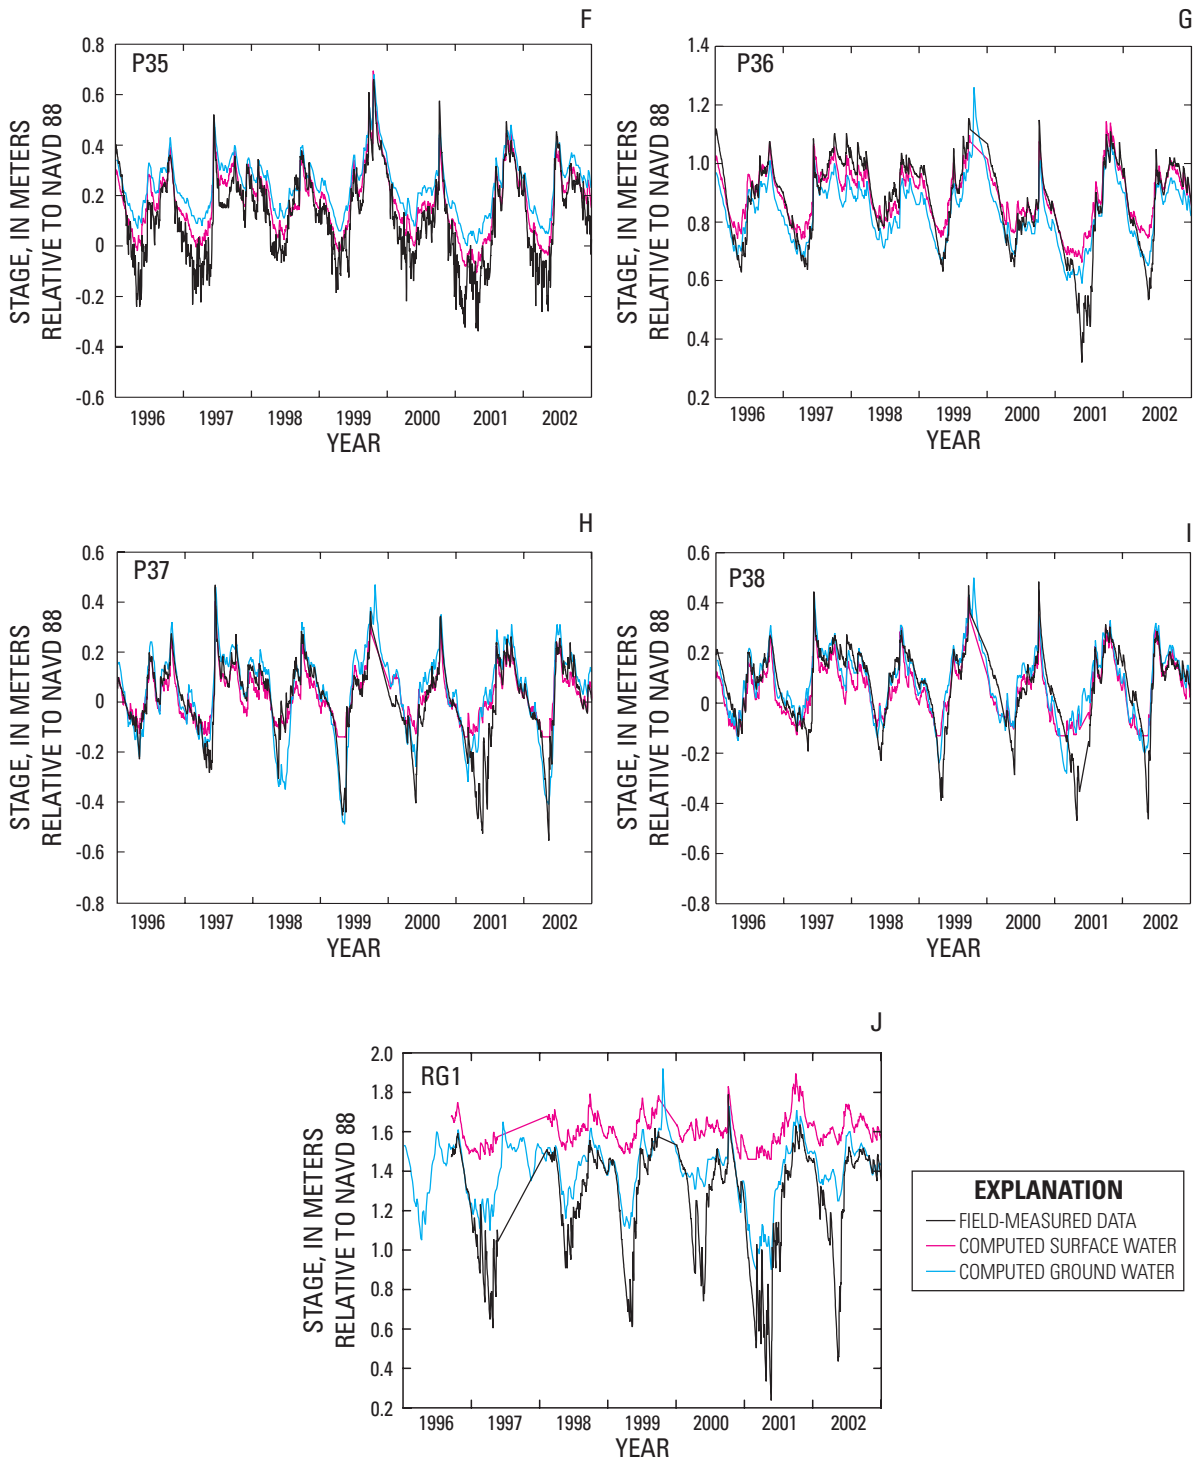 F
P35
STAGE, IN METERS
RELATIVE TO NAVD 88
0.8
0.6
0.4
0.2
0
-0.2
-0.4
-0.6
1996 1997 1998 1999 2000 2001 2002
YEAR
G
P36
STAGE, IN METERS
RELATIVE TO NAVD 88
1.4
1.2
1.0
0.8
0.6
0.4
0.2
1996 1997 1998 1999 2000 2001 2002
YEAR
H
P37
STAGE, IN METERS
RELATIVE TO NAVD 88
0.6
0.4
0.2
0
-0.2
-0.4
-0.6
-0.8
1996 1997 1998 1999 2000 2001 2002
YEAR
I
P38
STAGE, IN METERS
RELATIVE TO NAVD 88
0.6
0.4
0.2
0
-0.2
-0.4
-0.6
-0.8
1996 1997 1998 1999 2000 2001 2002
YEAR
J
RG1
STAGE, IN METERS
RELATIVE TO NAVD 88
2.0
1.8
1.6
1.4
1.2
1.0
0.8
0.6
0.4
0.2
1996 1997 1998 1999 2000 2001 2002
YEAR
EXPLANATION
FIELD-MEASURED DATA
COMPUTED SURFACE WATER
COMPUTED GROUND WATER